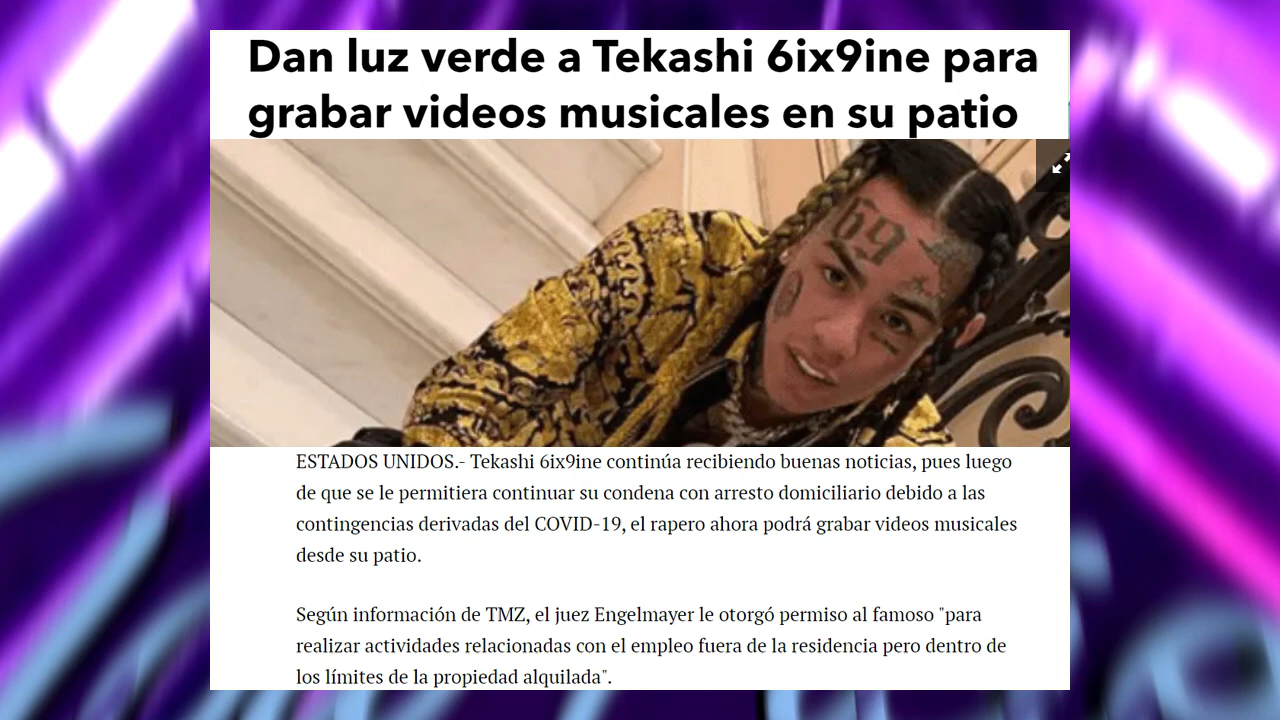 Dan luz verde a Tekashi 6ix9ine para
grabar videos musicales en su patio
69
ESTADOS UNIDOS.- Tekashi 6ix9ine continúa recibiendo buenas noticias, pues luego
de que se le permitiera continuar su condena con arresto domiciliario debido a las
contingencias derivadas del COVID-19, el rapero ahora podrá grabar videos musicales
desde su patio.
Según información de TMZ, el juez Engelmayer le otorgó permiso al famoso "para
realizar actividades relacionadas con el empleo fuera de la residencia pero dentro de
los límites de la propiedad alquilada".